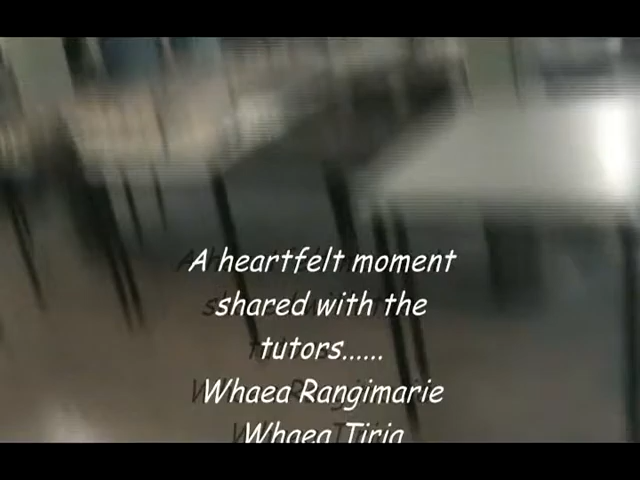 A heartfelt moment
shared with the
tutors......
Whaea Rangimarie
Whaea Tiria